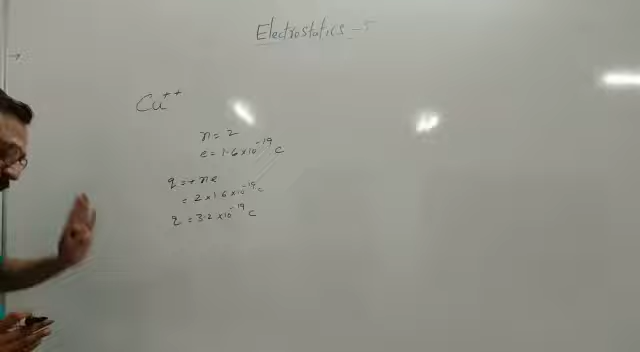 Electrostatics - 5
Cu⁺⁺
n = 2
e = 1.6 × 10⁻¹⁹ C
q = + ne
= 2 × 1.6 × 10⁻¹⁹ C
q = 3.2 × 10⁻¹⁹ C